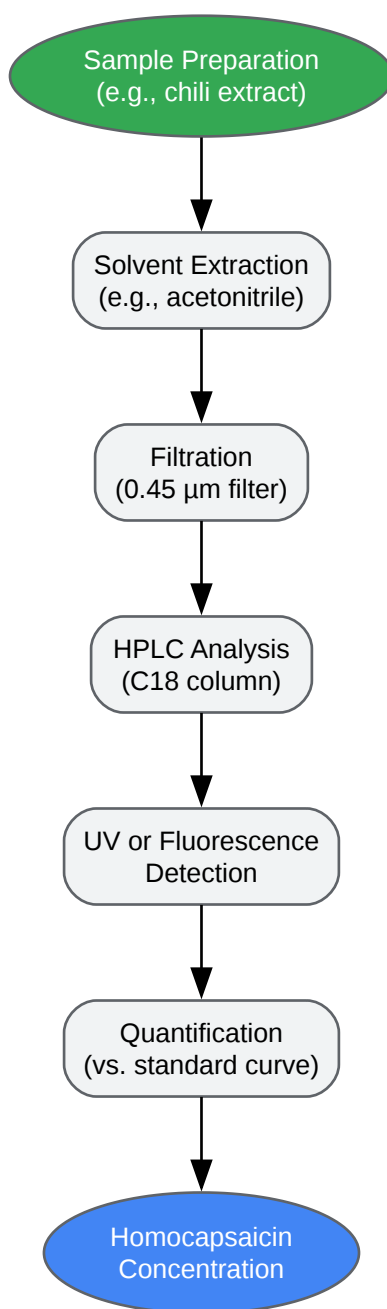 Sample Preparation
(e.g., chili extract)
Solvent Extraction
(e.g., acetonitrile)
Filtration
(0.45 µm filter)
HPLC Analysis
(C18 column)
UV or Fluorescence
Detection
Quantification
(vs. standard curve)
Homocapsaicin
Concentration